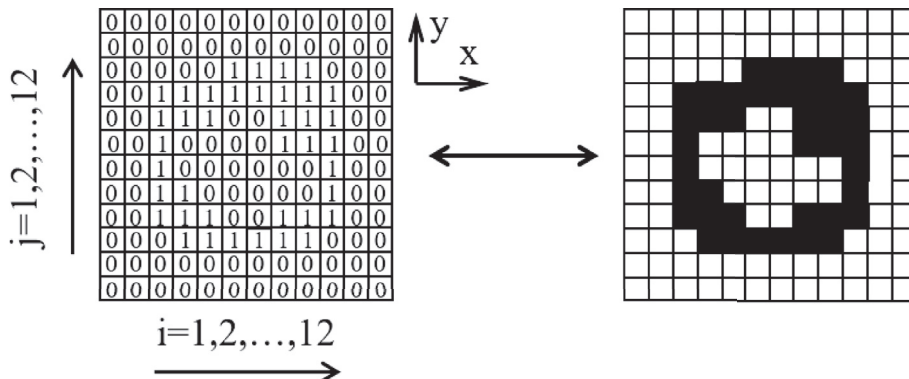 0 0 0 0 0 0 0 0 0 0 0 0
0 0 0 0 0 0 0 0 0 0 0 0
0 0 0 0 0 1 1 1 1 0 0 0
0 0 1 1 1 1 1 1 1 1 0 0
0 0 1 1 1 0 0 1 1 1 0 0
0 0 1 0 0 0 0 1 1 1 0 0
0 0 1 0 0 0 0 0 0 1 0 0
0 0 1 1 0 0 0 0 0 1 0 0
0 0 1 1 1 0 0 1 1 1 0 0
0 0 0 1 1 1 1 1 1 0 0 0
0 0 0 0 0 0 0 0 0 0 0 0
0 0 0 0 0 0 0 0 0 0 0 0
j=1,2,...,12
i=1,2,...,12
y
x